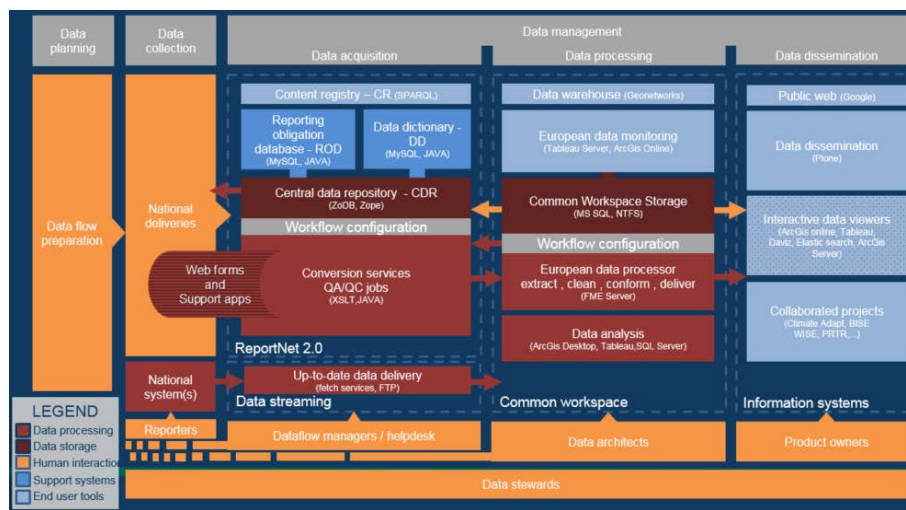 Data
planning
Data
collection
Data management
Data acquisition
Data processing
Data dissemination
Data flow
preparation
National
deliveries
Content registry – CR (SPARQL)
Reporting
obligation
database - ROD
(MySQL, JAVA)
Data dictionary -
DD
(MySQL, JAVA)
Central data repository - CDR
(ZoDB, Zope)
Workflow configuration
Web forms
and
Support apps
Conversion services
QA/QC jobs
(XSLT,JAVA)
ReportNet 2.0
National
system(s)
Up-to-date data delivery
(fetch services, FTP)
Data streaming
Data warehouse (Geonetworks)
European data monitoring
(Tableau Server, ArcGis Online)
Common Workspace Storage
(MS SQL, NTFS)
Workflow configuration
European data processor
extract , clean , conform , deliver
(FME Server)
Data analysis
(ArcGis Desktop, Tableau,SQL Server)
Common workspace
Public web (Google)
Data dissemination
(Plone)
Interactive data viewers
(ArcGis online, Tableau,
Daviz, Elastic search, ArcGis
Server)
Collaborated projects
(Climate Adapt, BISE
WISE, PRTR,...)
Information systems
LEGEND
Data processing
Data storage
Human interaction
Support systems
End user tools
Reporters
Dataflow managers / helpdesk
Data architects
Product owners
Data stewards